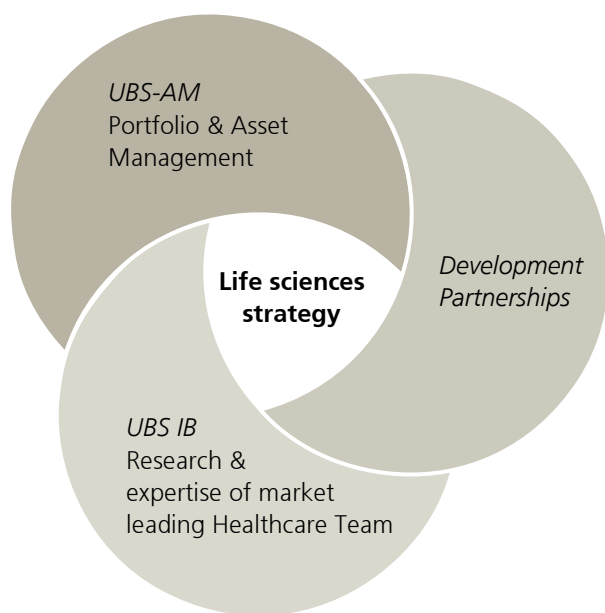 UBS-AM
Portfolio & Asset
Management
Life sciences
strategy
Development
Partnerships
UBS IB
Research &
expertise of market
leading Healthcare Team